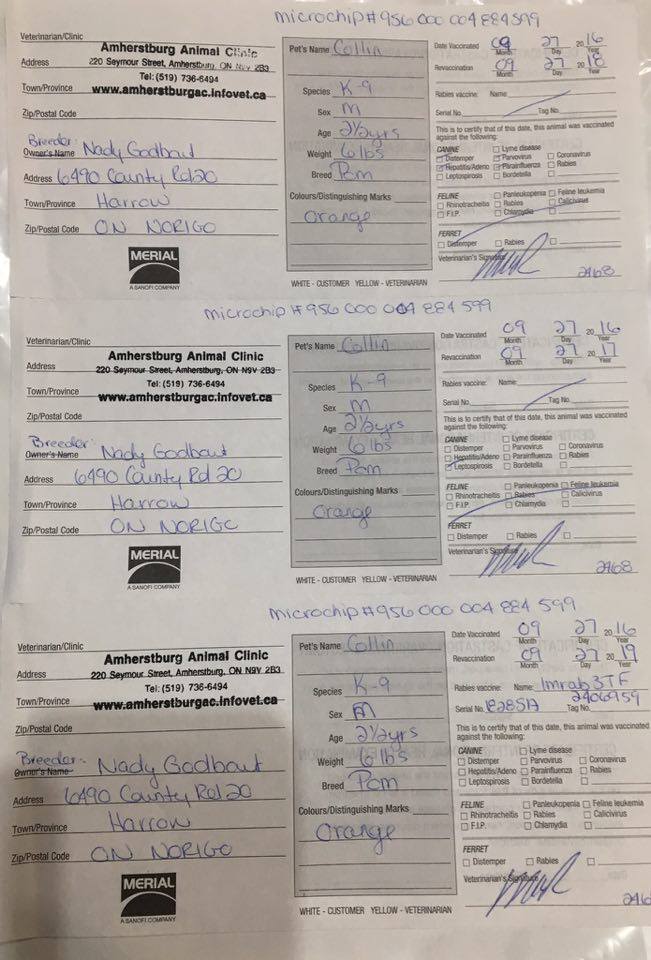 microchip # 956 000 004 884 599
Veterinarian/Clinic
Amherstburg Animal Clinic
Address 220 Seymour Street, Amherstburg, ON N9V 2B3
Tel: (519) 736-6494
Town/Province www.amherstburgac.infovet.ca
Zip/Postal Code
Breeder:
Owner's Name Nady Godbout
Address 6490 County Rd 20
Town/Province Harrow
Zip/Postal Code ON N0R1G0
MERIAL
A SANOFI COMPANY
Pet's Name Collin
Species K-9
Sex M
Age 2½yrs
Weight 6 lbs
Breed Pom
Colours/Distinguishing Marks
Orange
WHITE - CUSTOMER YELLOW - VETERINARIAN
Date Vaccinated 09 27 2016
Month Day Year
Revaccination 09 27 2018
Month Day Year
Rabies vaccine: Name
Serial No. Tag No.
This is to certify that of this date, this animal was vaccinated
against the following:
CANINE Lyme disease
Distemper Parvovirus Coronavirus
Hepatitis/Adeno Parainfluenza Rabies
Leptospirosis Bordetella
FELINE Panleukopenia Feline leukemia
Rhinotracheitis Rabies Calicivirus
F.I.P. Chlamydia
FERRET
Distemper Rabies
Veterinarian's Signature
2468
microchip # 956 000 004 884 599
Veterinarian/Clinic
Amherstburg Animal Clinic
Address 220 Seymour Street, Amherstburg, ON N9V 2B3
Tel: (519) 736-6494
Town/Province www.amherstburgac.infovet.ca
Zip/Postal Code
Breeder:
Owner's Name Nady Godbout
Address 6490 County Rd 20
Town/Province Harrow
Zip/Postal Code ON N0R1G0
MERIAL
A SANOFI COMPANY
Pet's Name Collin
Species K-9
Sex M
Age 2½yrs
Weight 6 lbs
Breed Pom
Colours/Distinguishing Marks
Orange
WHITE - CUSTOMER YELLOW - VETERINARIAN
Date Vaccinated 09 27 2016
Month Day Year
Revaccination 09 27 2017
Month Day Year
Rabies vaccine: Name
Serial No. Tag No.
This is to certify that of this date, this animal was vaccinated
against the following:
CANINE Lyme disease
Distemper Parvovirus Coronavirus
Hepatitis/Adeno Parainfluenza Rabies
Leptospirosis Bordetella
FELINE Panleukopenia Feline leukemia
Rhinotracheitis Rabies Calicivirus
F.I.P. Chlamydia
FERRET
Distemper Rabies
Veterinarian's Signature
2468
microchip # 956 000 004 884 599
Veterinarian/Clinic
Amherstburg Animal Clinic
Address 220 Seymour Street, Amherstburg, ON N9V 2B3
Tel: (519) 736-6494
Town/Province www.amherstburgac.infovet.ca
Zip/Postal Code
Breeder:
Owner's Name Nady Godbout
Address 6490 County Rd 20
Town/Province Harrow
Zip/Postal Code ON N0R1G0
MERIAL
A SANOFI COMPANY
Pet's Name Collin
Species K-9
Sex M
Age 2½yrs
Weight 6 lbs
Breed Pom
Colours/Distinguishing Marks
Orange
WHITE - CUSTOMER YELLOW - VETERINARIAN
Date Vaccinated 09 27 2016
Month Day Year
Revaccination 09 27 2019
Month Day Year
Rabies vaccine: Name: Imrab 3TF
Serial No. 18285A Tag No. 2406959
This is to certify that of this date, this animal was vaccinated
against the following:
CANINE Lyme disease
Distemper Parvovirus Coronavirus
Hepatitis/Adeno Parainfluenza Rabies
Leptospirosis Bordetella
FELINE Panleukopenia Feline leukemia
Rhinotracheitis Rabies Calicivirus
F.I.P. Chlamydia
FERRET
Distemper Rabies
Veterinarian's Signature
246